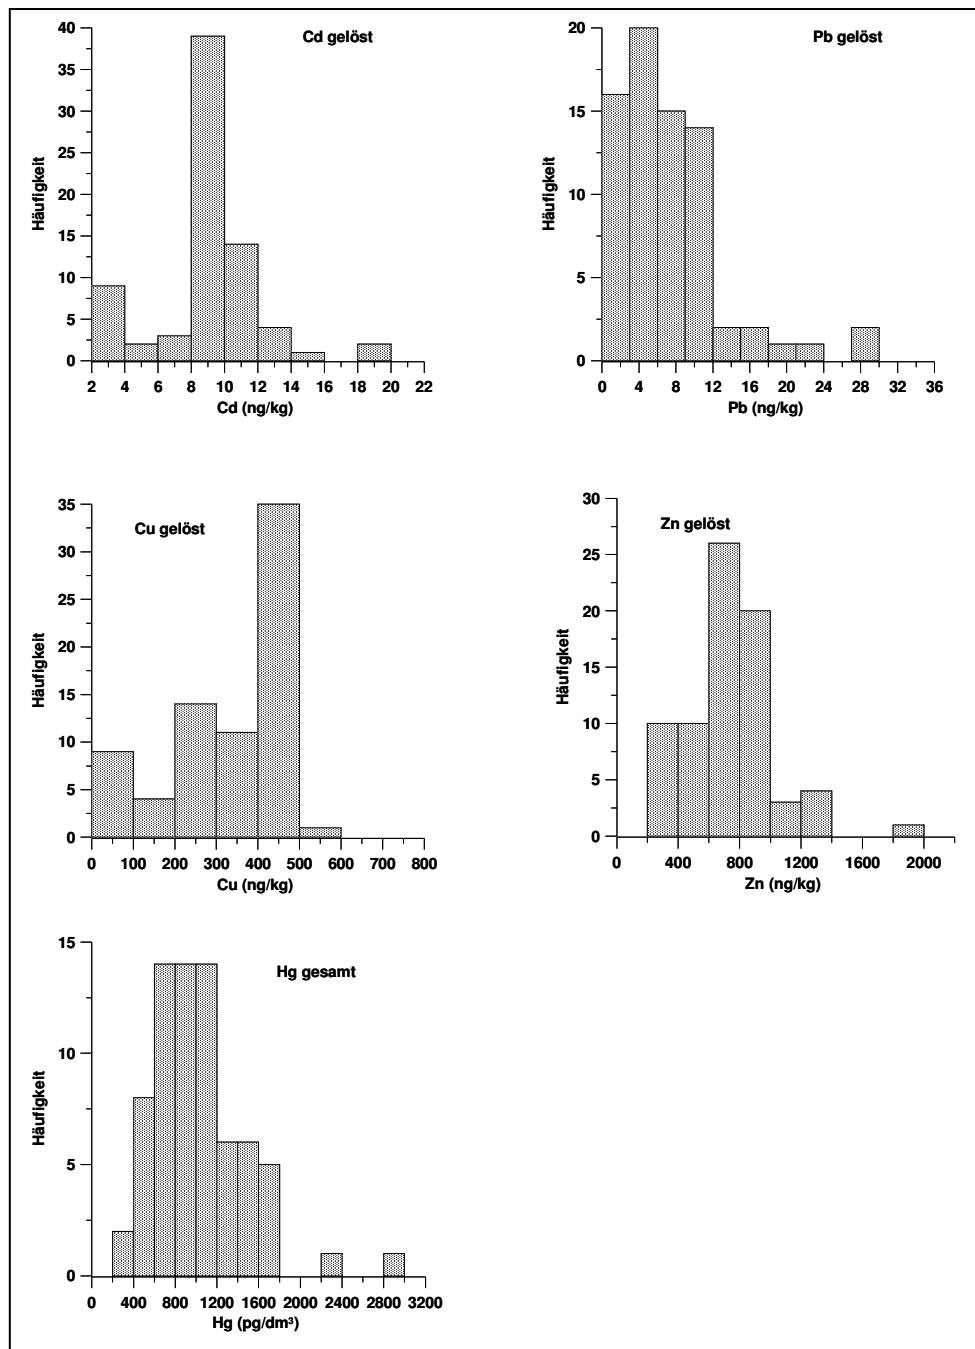 Cd gelöst
Häufigkeit
40
35
30
25
20
15
10
5
0
2 4 6 8 10 12 14 16 18 20 22
Cd (ng/kg)
Pb gelöst
Häufigkeit
20
15
10
5
0
0 4 8 12 16 20 24 28 32 36
Pb (ng/kg)
Cu gelöst
Häufigkeit
35
30
25
20
15
10
5
0
0 100 200 300 400 500 600 700 800
Cu (ng/kg)
Zn gelöst
Häufigkeit
30
25
20
15
10
5
0
0 400 800 1200 1600 2000
Zn (ng/kg)
Hg gesamt
Häufigkeit
15
10
5
0
0 400 800 1200 1600 2000 2400 2800 3200
Hg (pg/dm³)